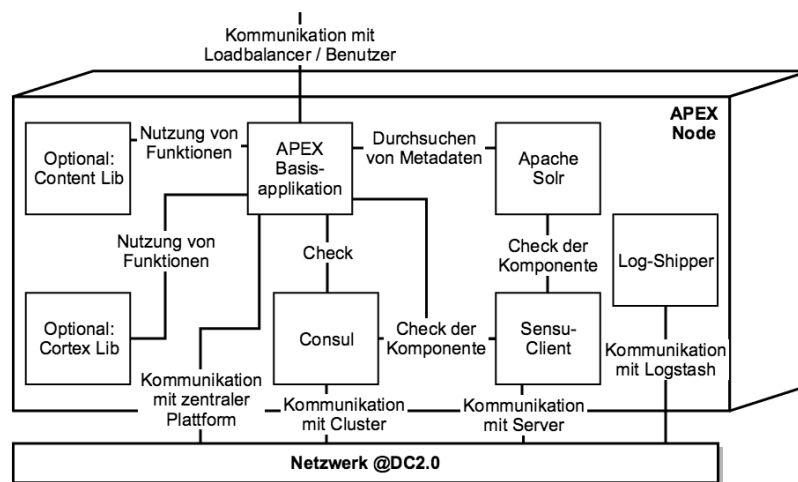 Kommunikation mit
Loadbalancer / Benutzer
APEX
Node
Optional:
Content Lib
Nutzung von
Funktionen
APEX
Basis-
applikation
Durchsuchen
von Metadaten
Apache
Solr
Nutzung von
Funktionen
Check
Check der
Komponente
Log-Shipper
Optional:
Cortex Lib
Consul
Check der
Komponente
Sensu-
Client
Kommunikation
mit zentraler
Plattform
Kommunikation
mit Cluster
Kommunikation
mit Server
Kommunikation
mit Logstash
Netzwerk @DC2.0